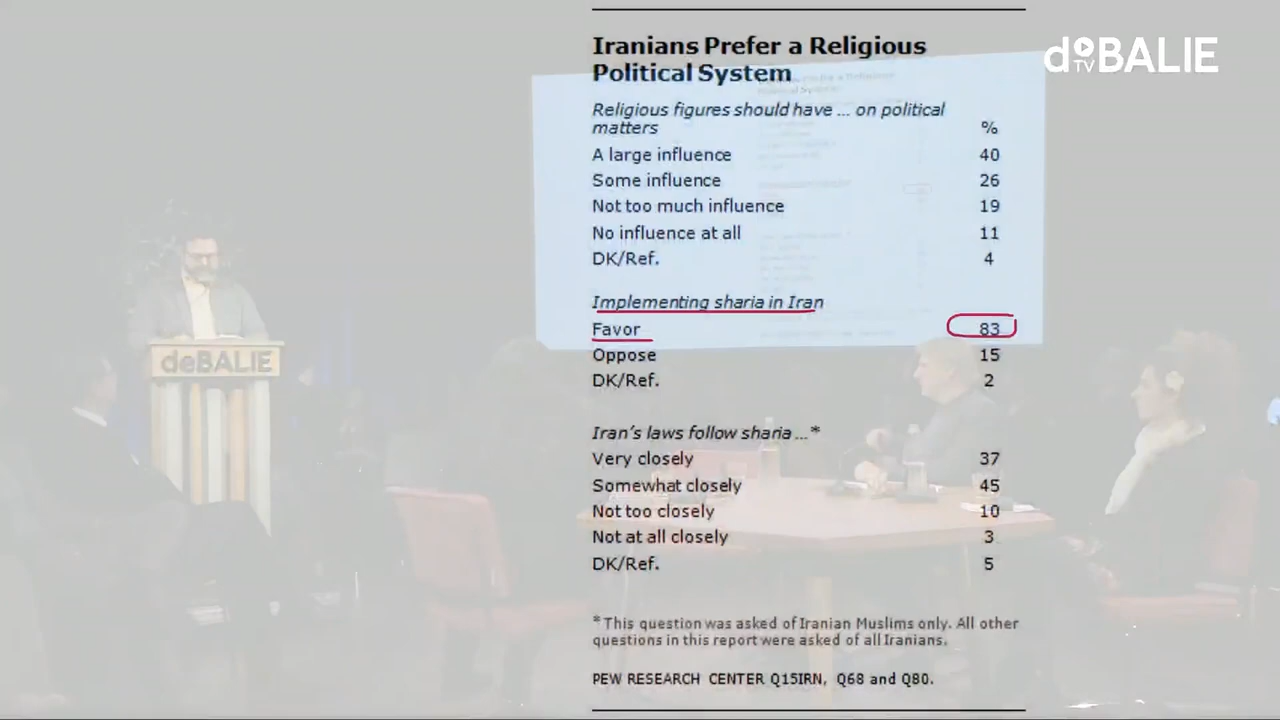 Iranians Prefer a Religious
Political System
Religious figures should have ... on political
matters %
A large influence 40
Some influence 26
Not too much influence 19
No influence at all 11
DK/Ref. 4
Implementing sharia in Iran
Favor 83
Oppose 15
DK/Ref. 2
Iran's laws follow sharia ...*
Very closely 37
Somewhat closely 45
Not too closely 10
Not at all closely 3
DK/Ref. 5
*This question was asked of Iranian Muslims only. All other
questions in this report were asked of all Iranians.
PEW RESEARCH CENTER Q15IRN, Q68 and Q80.
deBALIE TV
deBALIE